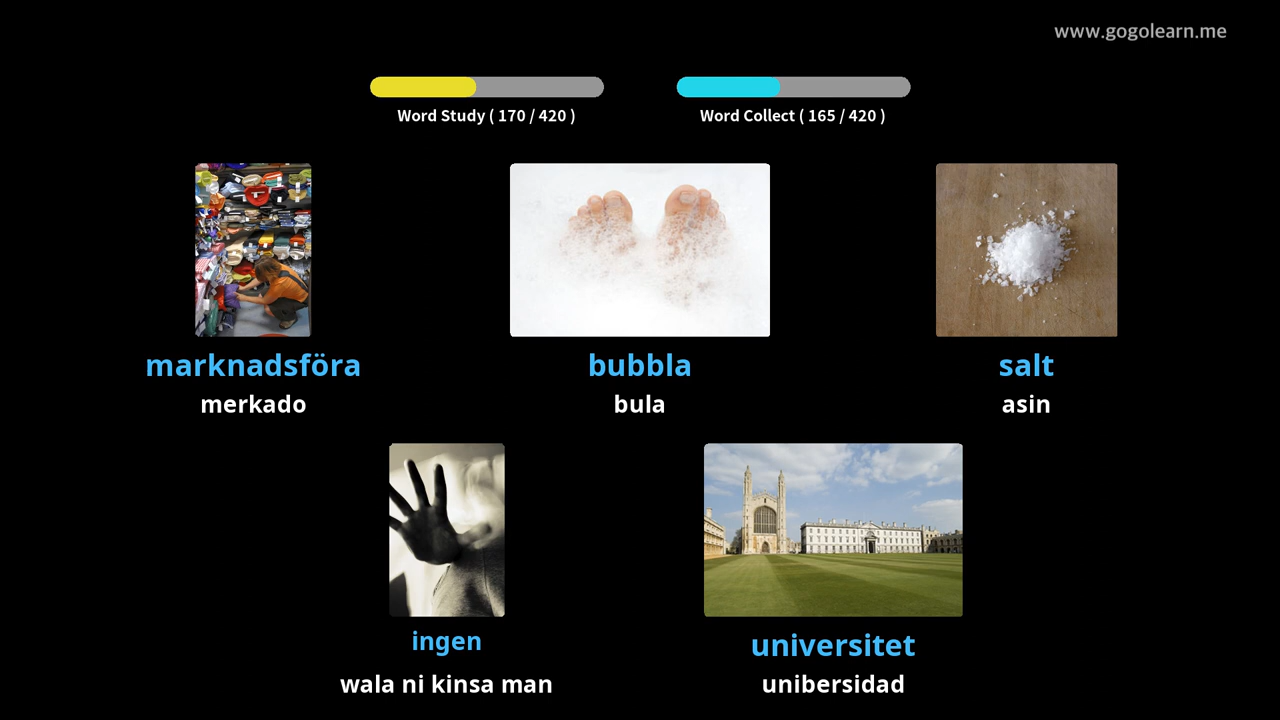 www.gogolearn.me
Word Study ( 170 / 420 )
Word Collect ( 165 / 420 )
marknadsföra
bubbla
salt
merkado
bula
asin
ingen
universitet
wala ni kinsa man
unibersidad